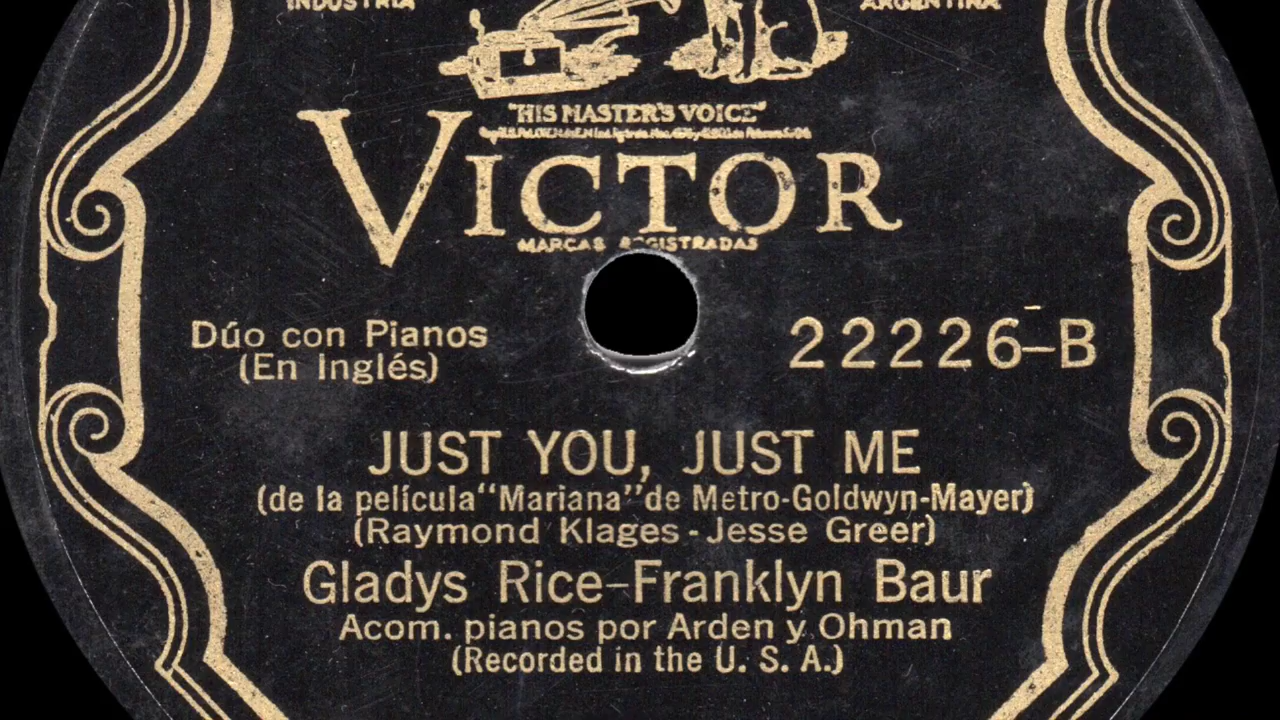 INDUSTRIA ARGENTINA
"HIS MASTER'S VOICE"
VICTOR
MARCAS REGISTRADAS
Dúo con Pianos
(En Inglés)
22226-B
JUST YOU, JUST ME
(de la película "Mariana" de Metro-Goldwyn-Mayer)
(Raymond Klages - Jesse Greer)
Gladys Rice-Franklyn Baur
Acom. pianos por Arden y Ohman
(Recorded in the U. S. A.)